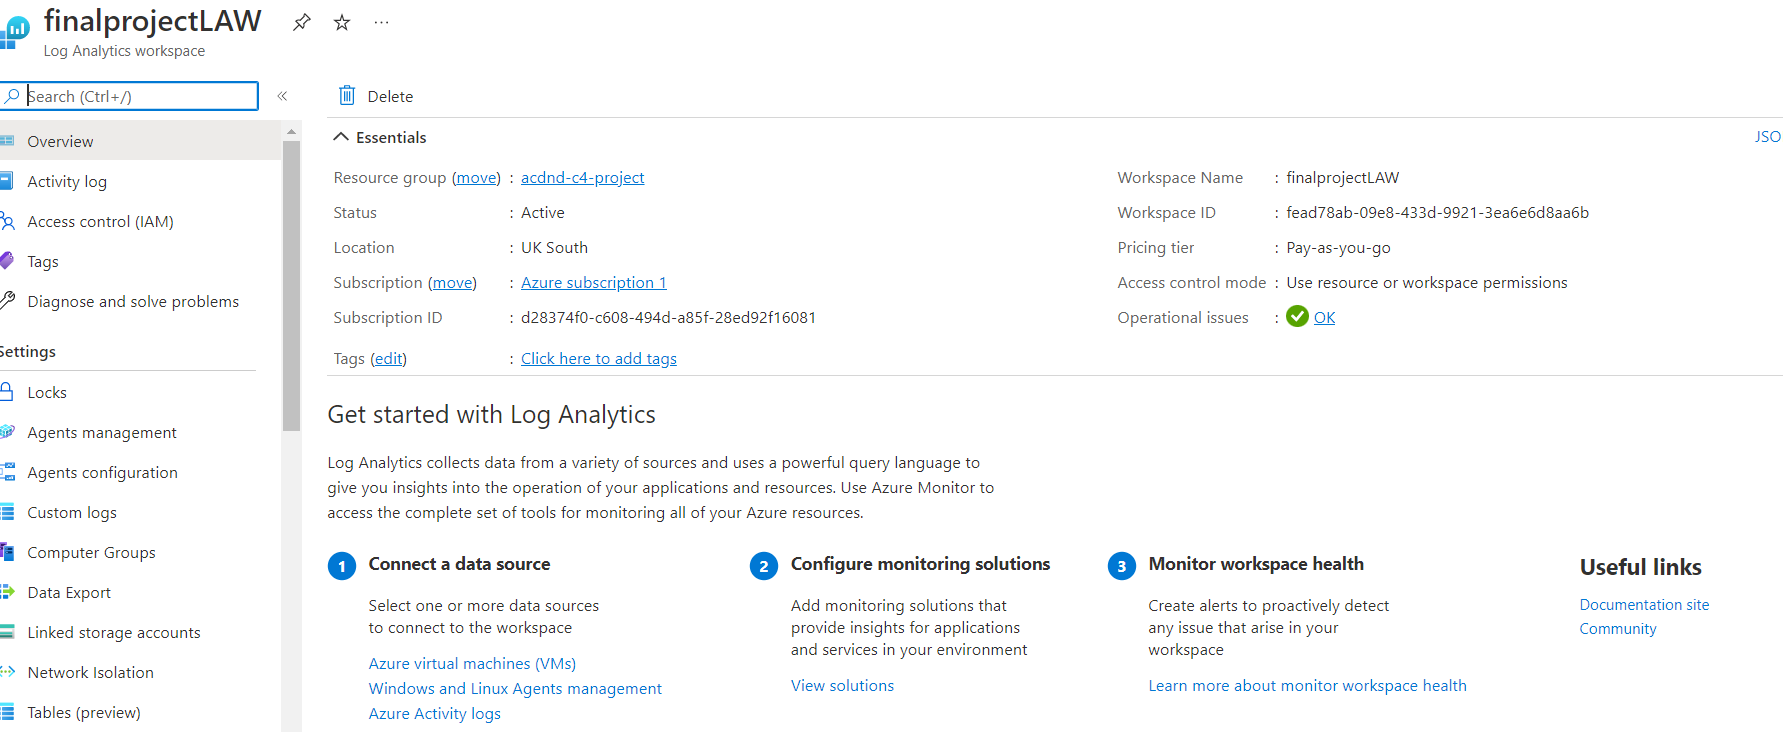 finalprojectLAW
Log Analytics workspace
Search (Ctrl+/)
«
Overview
Activity log
Access control (IAM)
Tags
Diagnose and solve problems
Settings
Locks
Agents management
Agents configuration
Custom logs
Computer Groups
Data Export
Linked storage accounts
Network Isolation
Tables (preview)
Delete
Essentials
JSO
Resource group (move) : acdnd-c4-project
Status : Active
Location : UK South
Subscription (move) : Azure subscription 1
Subscription ID : d28374f0-c608-494d-a85f-28ed92f16081
Tags (edit) : Click here to add tags
Workspace Name : finalprojectLAW
Workspace ID : fead78ab-09e8-433d-9921-3ea6e6d8aa6b
Pricing tier : Pay-as-you-go
Access control mode : Use resource or workspace permissions
Operational issues : OK
Get started with Log Analytics
Log Analytics collects data from a variety of sources and uses a powerful query language to
give you insights into the operation of your applications and resources. Use Azure Monitor to
access the complete set of tools for monitoring all of your Azure resources.
1 Connect a data source
Select one or more data sources
to connect to the workspace
Azure virtual machines (VMs)
Windows and Linux Agents management
Azure Activity logs
2 Configure monitoring solutions
Add monitoring solutions that
provide insights for applications
and services in your environment
View solutions
3 Monitor workspace health
Create alerts to proactively detect
any issue that arise in your
workspace
Learn more about monitor workspace health
Useful links
Documentation site
Community